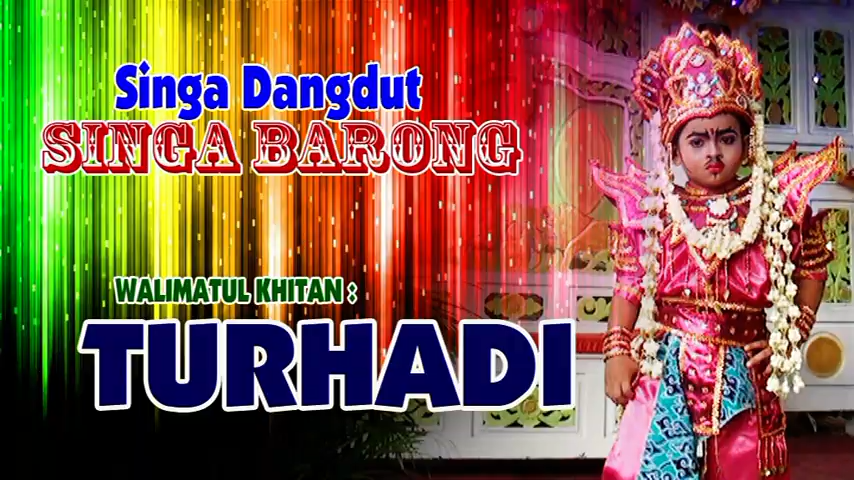 Singa Dangdut
SINGA BARONG
WALIMATUL KHITAN :
TURHADI